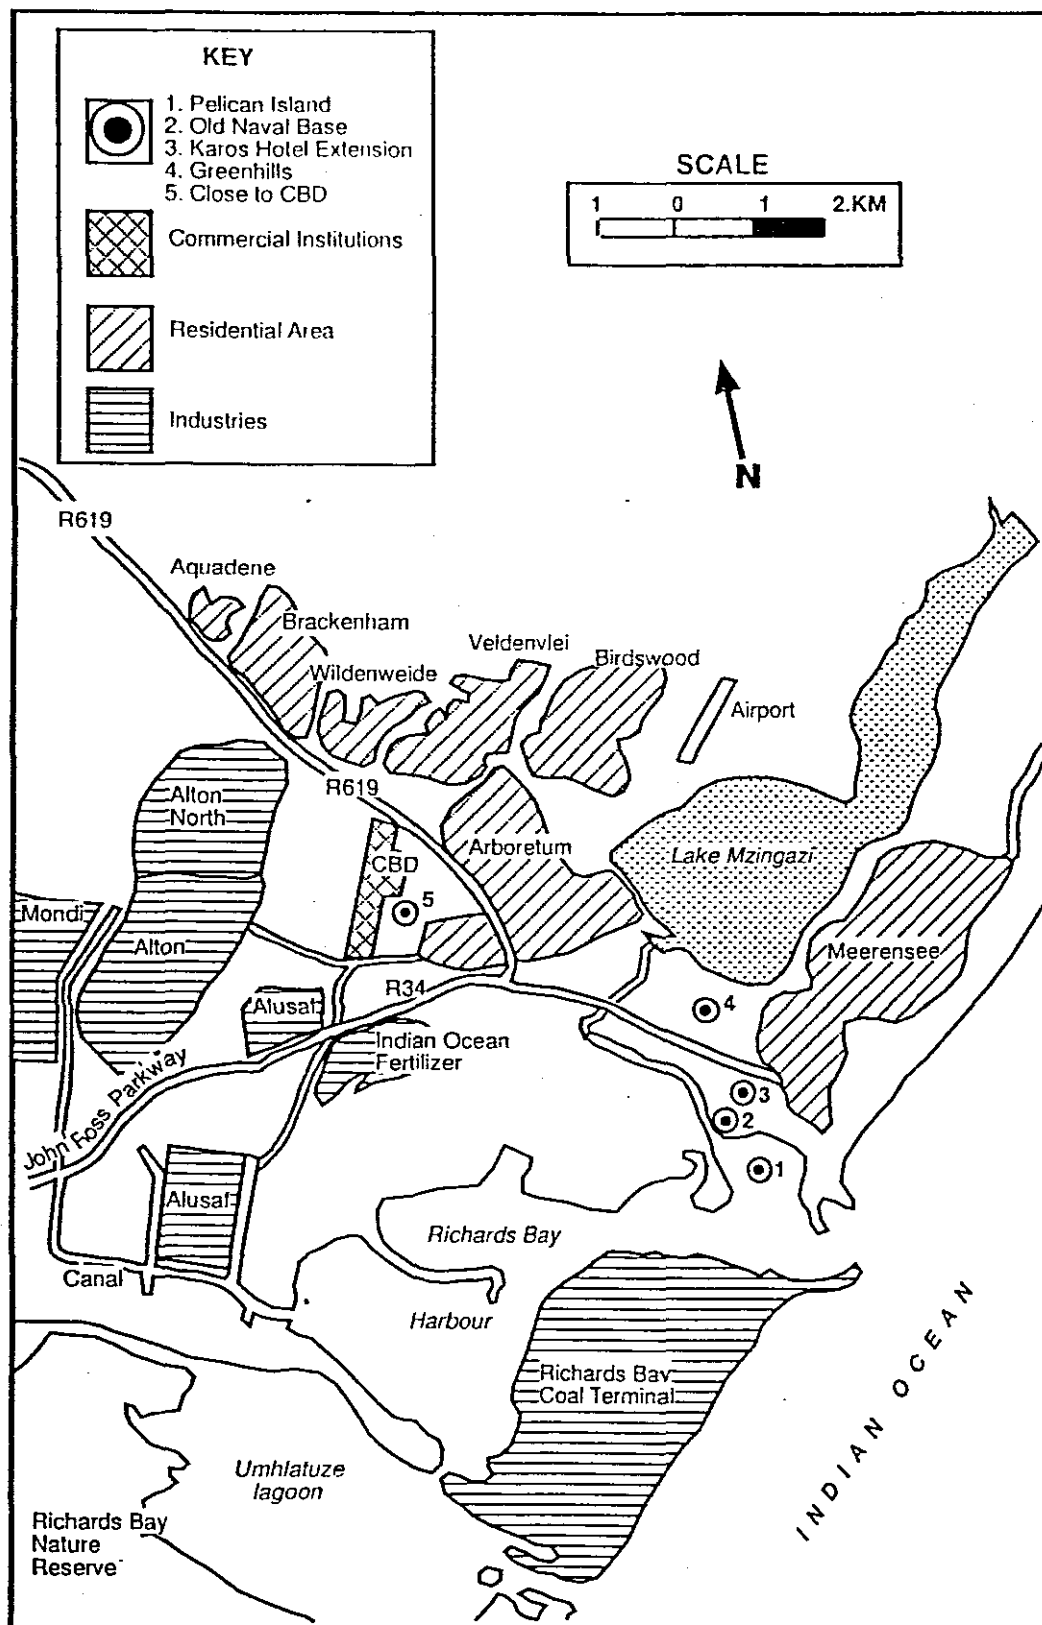 KEY
1. Pelican Island
2. Old Naval Base
3. Karos Hotel Extension
4. Greenhills
5. Close to CBD
Commercial Institutions
Residential Area
Industries
SCALE
1 0 1 2.KM
N
R619
Aquadene
Brackenham
Wildenweide
Veldenvlei
Birdswood
Airport
R619
Alton
North
CBD
Arboretum
Lake Mzingazi
5
Mondi
Alton
Meerensee
R34
Alusaf
4
Indian Ocean
Fertilizer
John Ross Parkway
3
2
1
Alusaf
Richards Bay
Canal
Harbour
Richards Bay
Coal Terminal
INDIAN OCEAN
Umhlatuze
lagoon
Richards Bay
Nature
Reserve